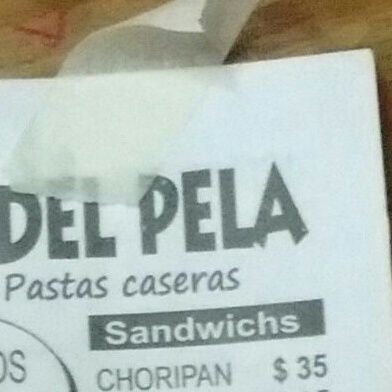 DEL PELA
Pastas caseras
Sandwichs
OS
CHORIPAN $ 35